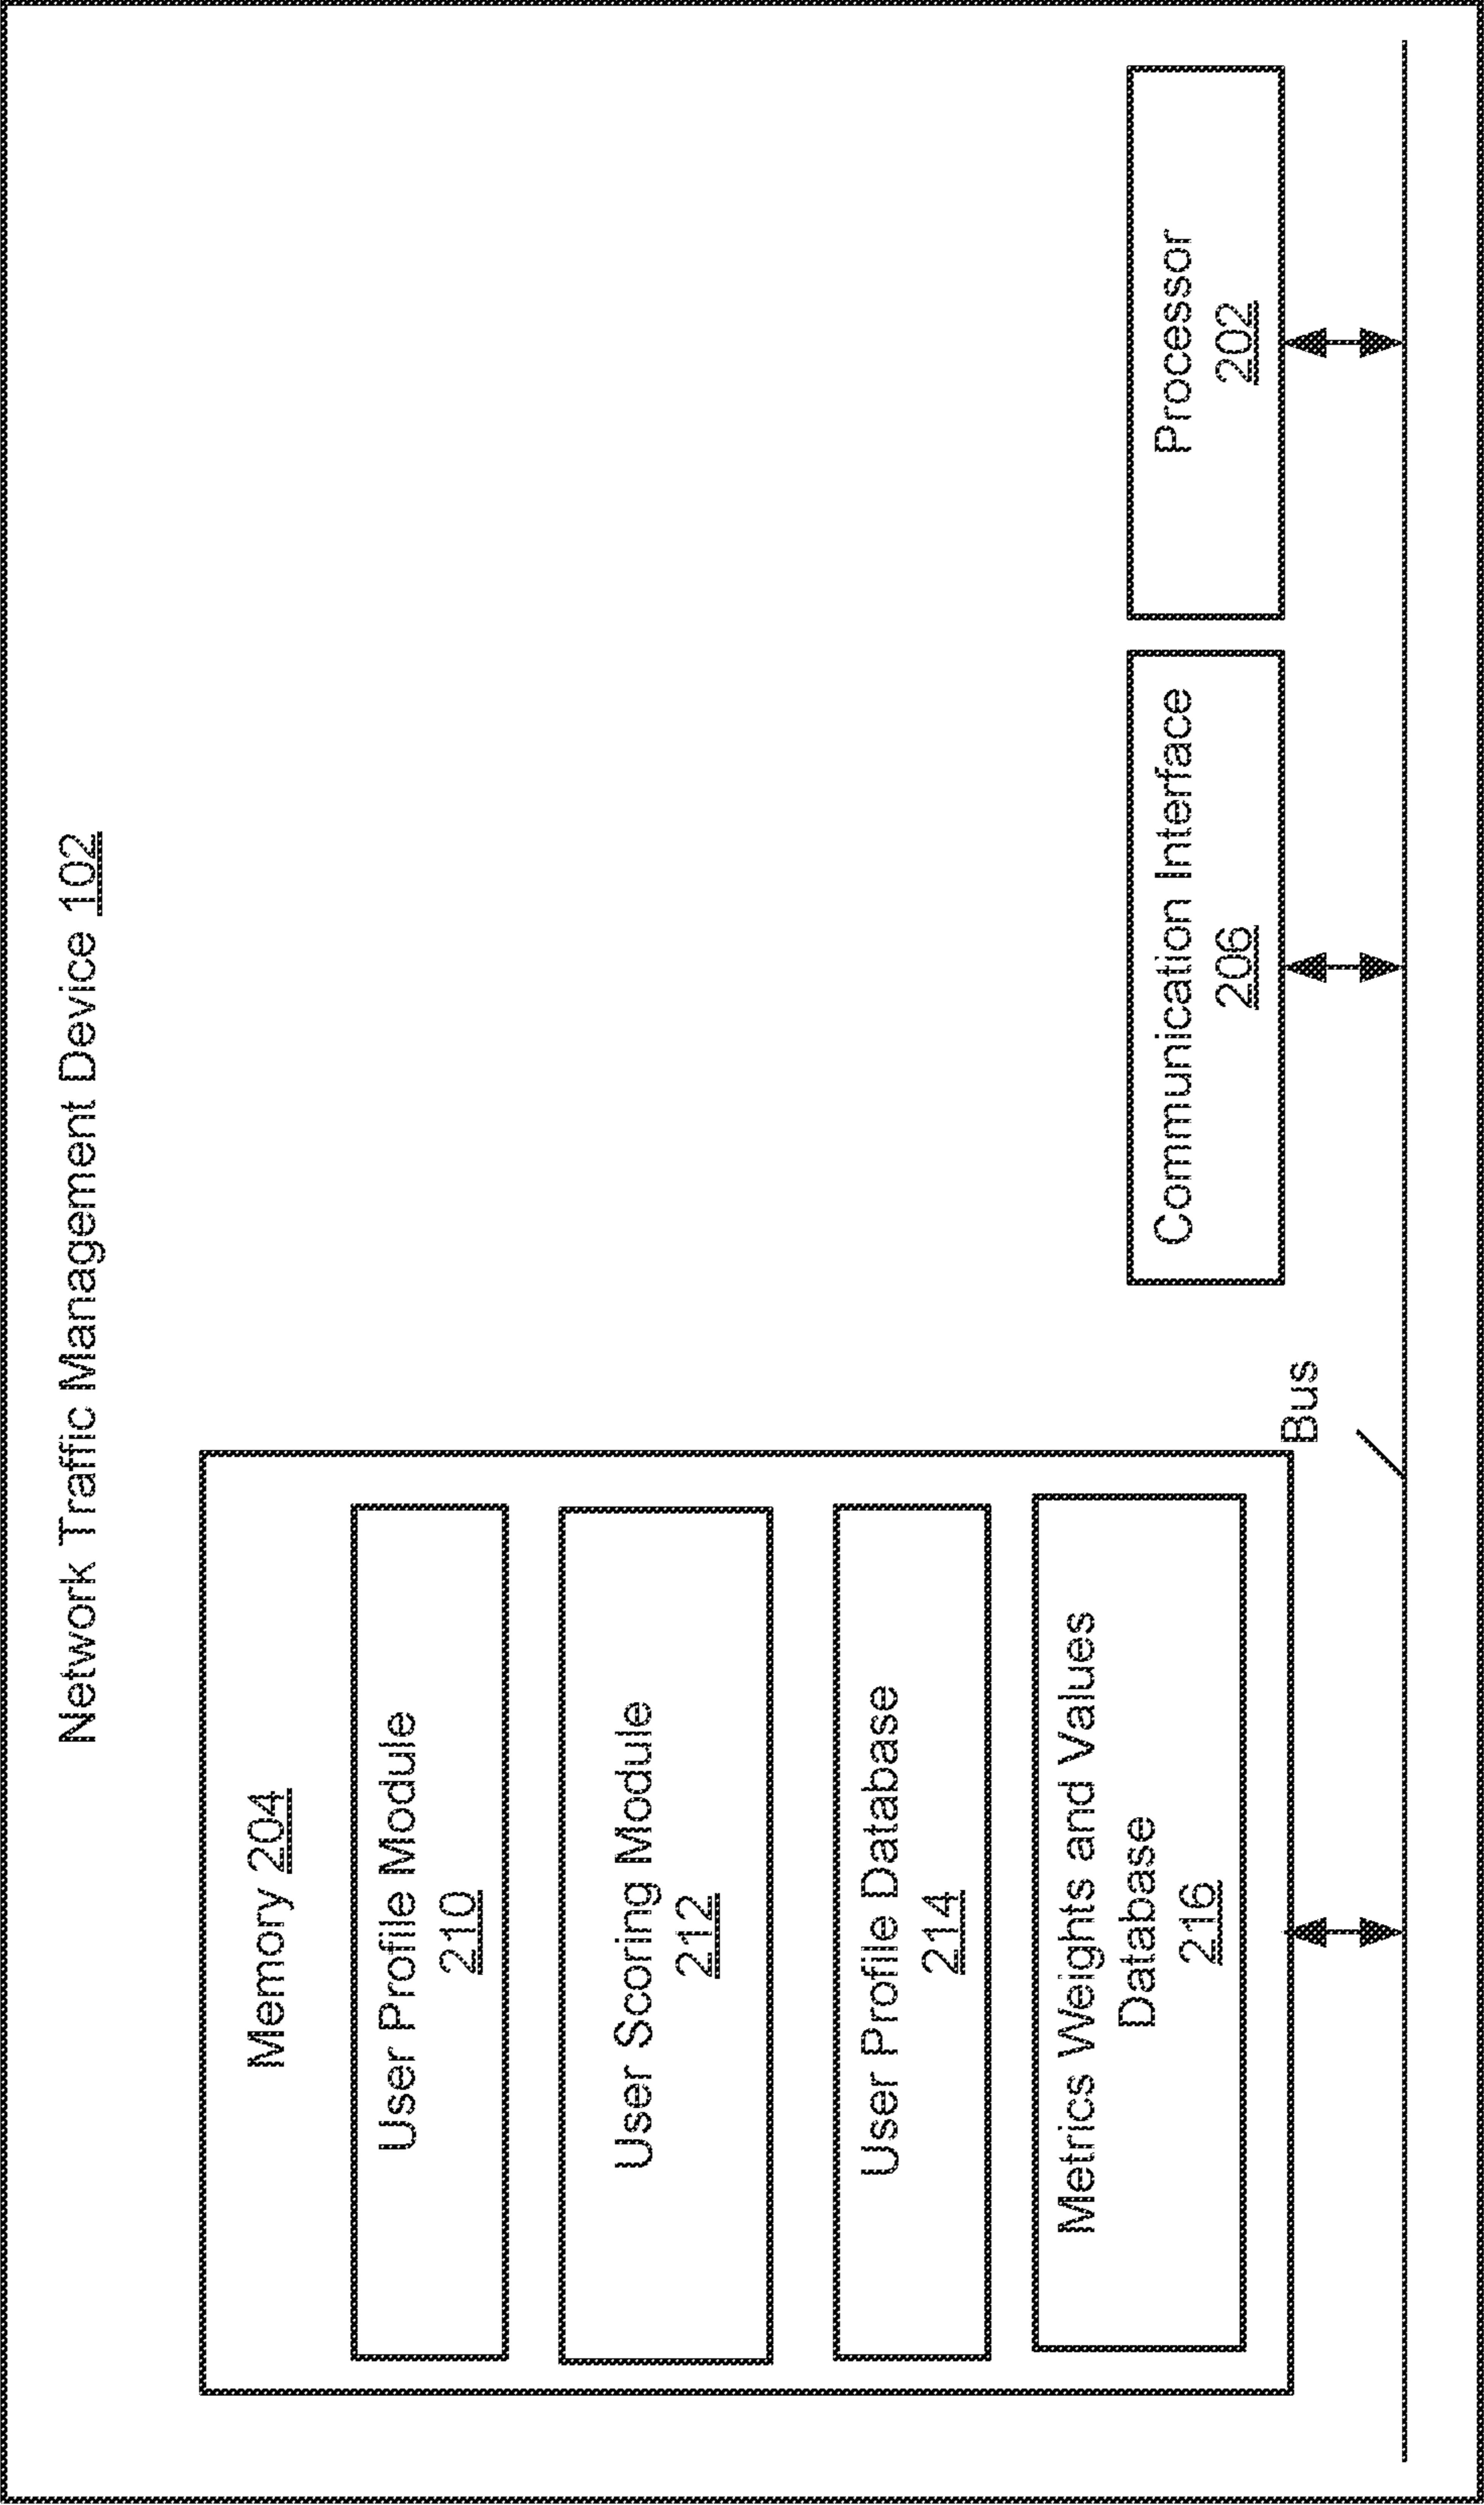 Network Traffic Management Device 102
Memory 204
User Profile Module
210
User Scoring Module
212
User Profile Database
214
Metrics Weights and Values
Database
216
Bus
Communication Interface
206
Processor
202